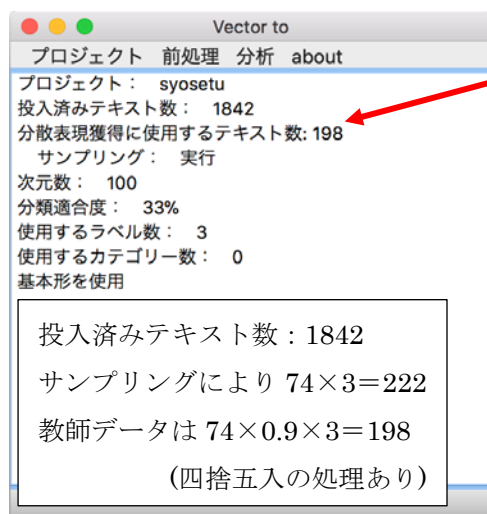 Vector to
プロジェクト 前処理 分析 about
プロジェクト： syosetu
投入済みテキスト数： 1842
分散表現獲得に使用するテキスト数: 198
サンプリング： 実行
次元数： 100
分類適合度： 33%
使用するラベル数： 3
使用するカテゴリー数： 0
基本形を使用
投入済みテキスト数：1842
サンプリングにより 74×3＝222
教師データは 74×0.9×3＝198
(四捨五入の処理あり)